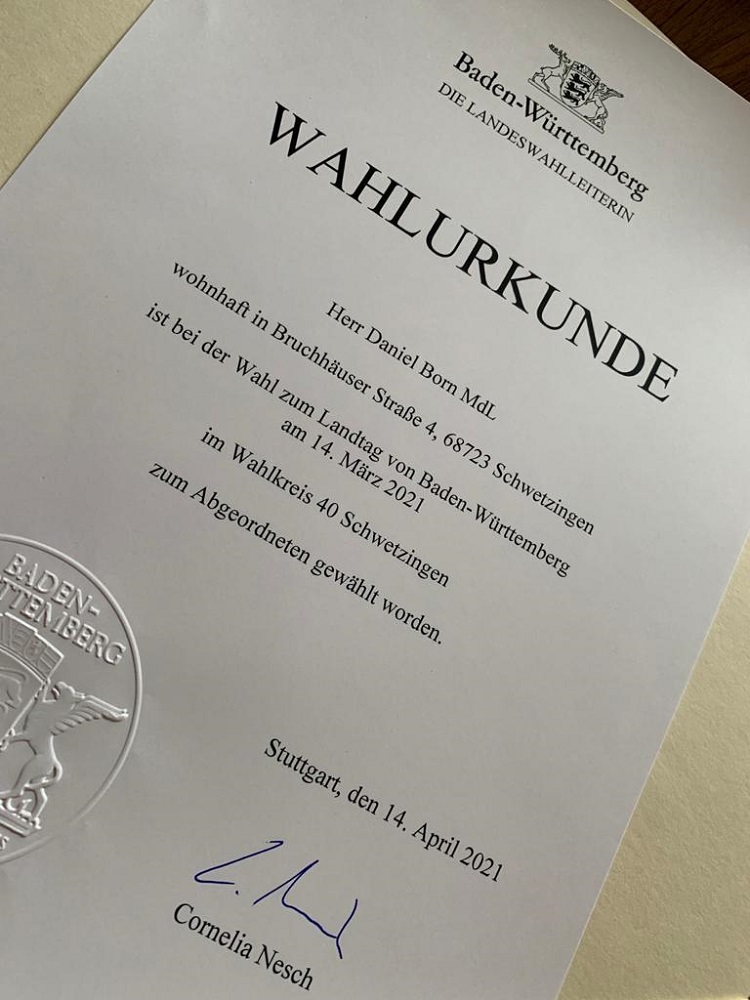 Baden-Württemberg
DIE LANDESWAHLLEITERIN
WAHLURKUNDE
Herr Daniel Born MdL
wohnhaft in Bruchhäuser Straße 4, 68723 Schwetzingen
ist bei der Wahl zum Landtag von Baden-Württemberg
am 14. März 2021
im Wahlkreis 40 Schwetzingen
zum Abgeordneten gewählt worden.
BADEN-
TTEMBERG
Stuttgart, den 14. April 2021
Cornelia Nesch